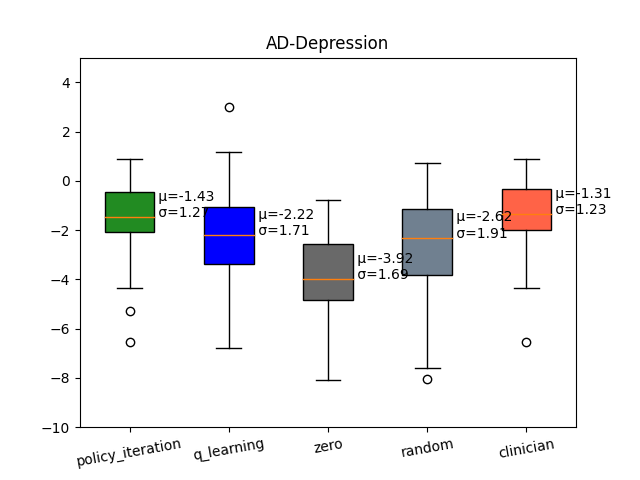 AD-Depression
4
2
0
−2
−4
−6
−8
−10
μ=-1.43
σ=1.27
μ=-2.22
σ=1.71
μ=-3.92
σ=1.69
μ=-2.62
σ=1.91
μ=-1.31
σ=1.23
policy_iteration
q_learning
zero
random
clinician